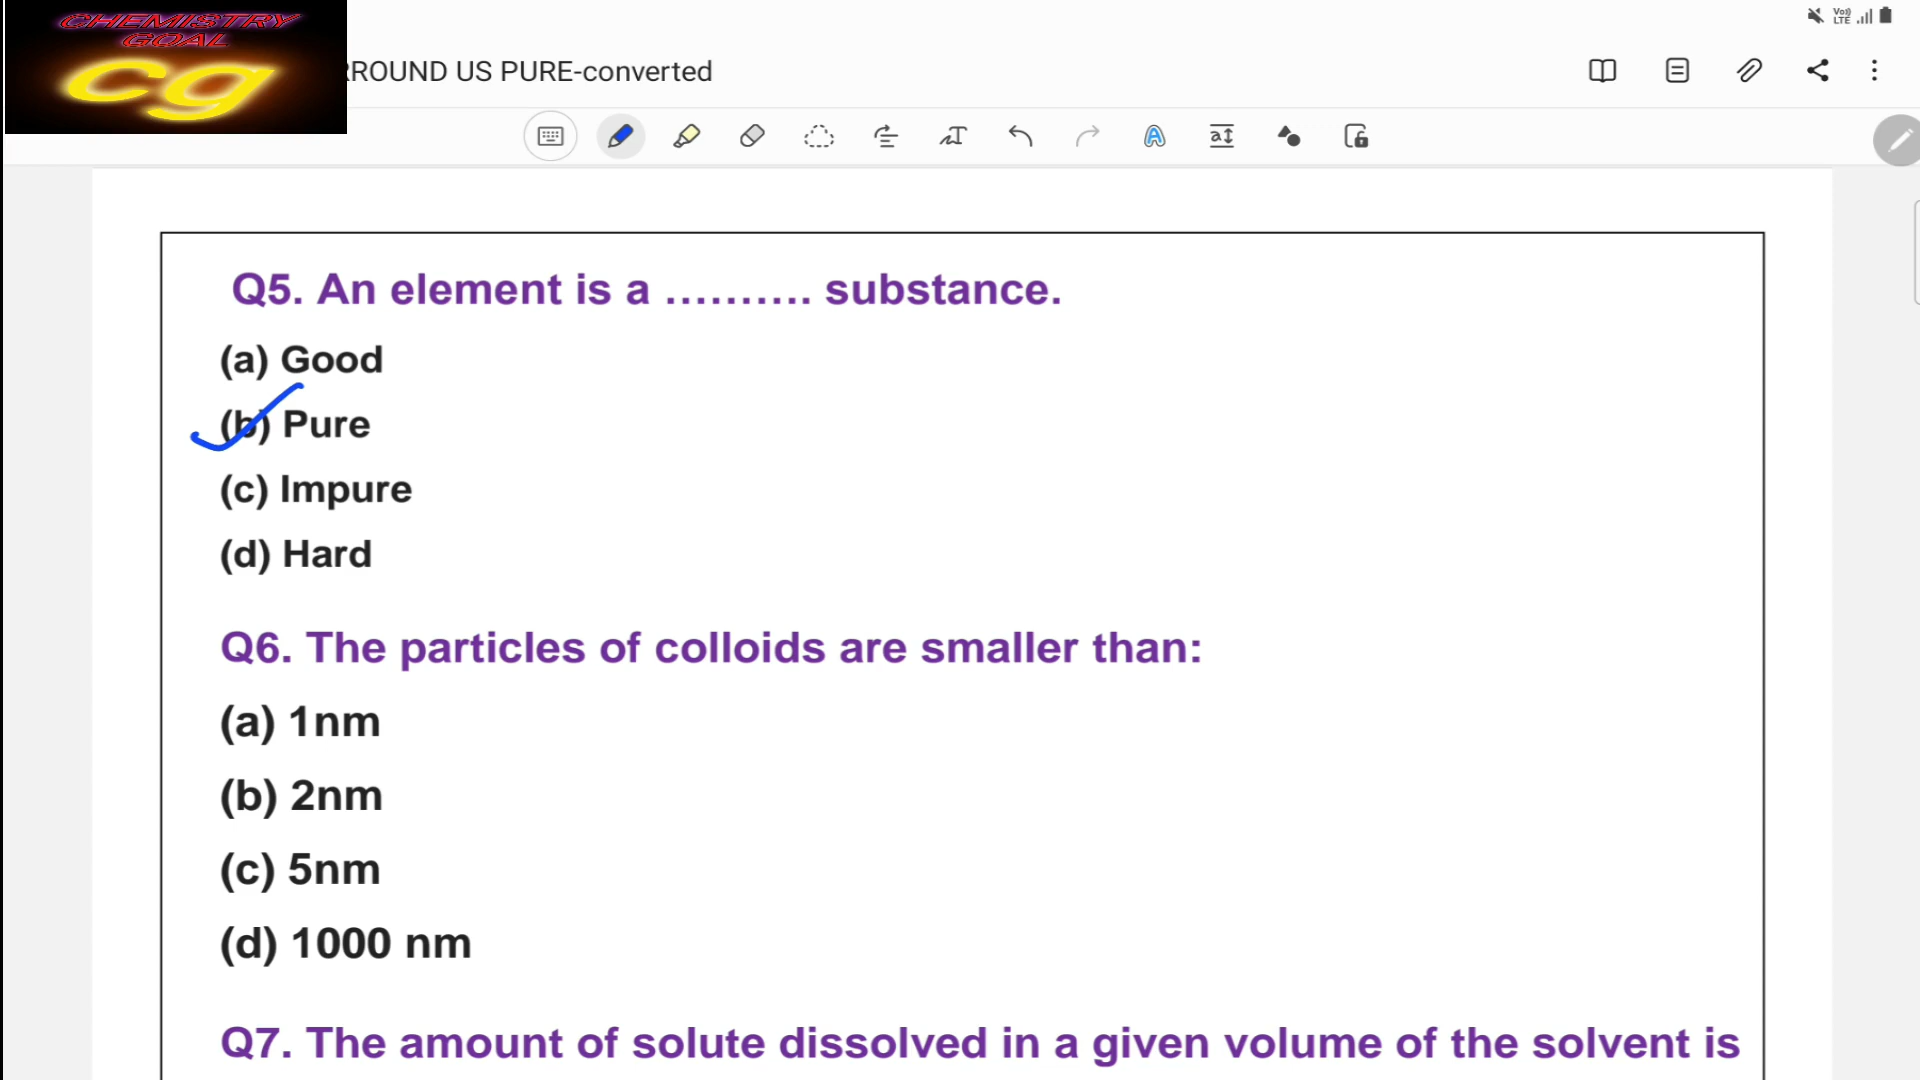 CHEMISTRY
GOAL
cg
RROUND US PURE-converted
Q5. An element is a .......... substance.
(a) Good
(b) Pure
(c) Impure
(d) Hard
Q6. The particles of colloids are smaller than:
(a) 1nm
(b) 2nm
(c) 5nm
(d) 1000 nm
Q7. The amount of solute dissolved in a given volume of the solvent is